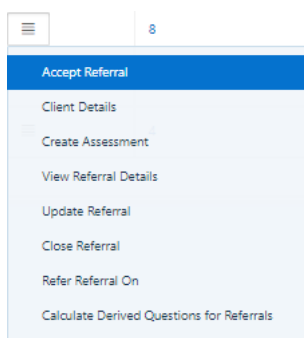 8
Accept Referral
Client Details
Create Assessment
View Referral Details
Update Referral
Close Referral
Refer Referral On
Calculate Derived Questions for Referrals